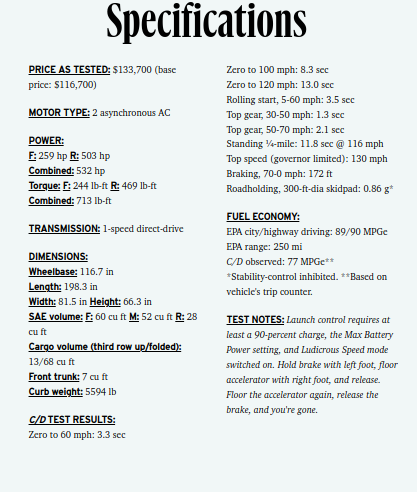 Specifications
PRICE AS TESTED: $133,700 (base
price: $116,700)
MOTOR TYPE: 2 asynchronous AC
POWER:
F: 259 hp R: 503 hp
Combined: 532 hp
Torque: F: 244 lb-ft R: 469 lb-ft
Combined: 713 lb-ft
TRANSMISSION: 1-speed direct-drive
DIMENSIONS:
Wheelbase: 116.7 in
Length: 198.3 in
Width: 81.5 in Height: 66.3 in
SAE volume: F: 60 cu ft M: 52 cu ft R: 28
cu ft
Cargo volume (third row up/folded):
13/68 cu ft
Front trunk: 7 cu ft
Curb weight: 5594 lb
C/D TEST RESULTS:
Zero to 60 mph: 3.3 sec
Zero to 100 mph: 8.3 sec
Zero to 120 mph: 13.0 sec
Rolling start, 5-60 mph: 3.5 sec
Top gear, 30-50 mph: 1.3 sec
Top gear, 50-70 mph: 2.1 sec
Standing ¼-mile: 11.8 sec @ 116 mph
Top speed (governor limited): 130 mph
Braking, 70-0 mph: 172 ft
Roadholding, 300-ft-dia skidpad: 0.86 g*
FUEL ECONOMY:
EPA city/highway driving: 89/90 MPGe
EPA range: 250 mi
C/D observed: 77 MPGe**
*Stability-control inhibited. **Based on
vehicle's trip counter.
TEST NOTES: Launch control requires at
least a 90-percent charge, the Max Battery
Power setting, and Ludicrous Speed mode
switched on. Hold brake with left foot, floor
accelerator with right foot, and release.
Floor the accelerator again, release the
brake, and you're gone.